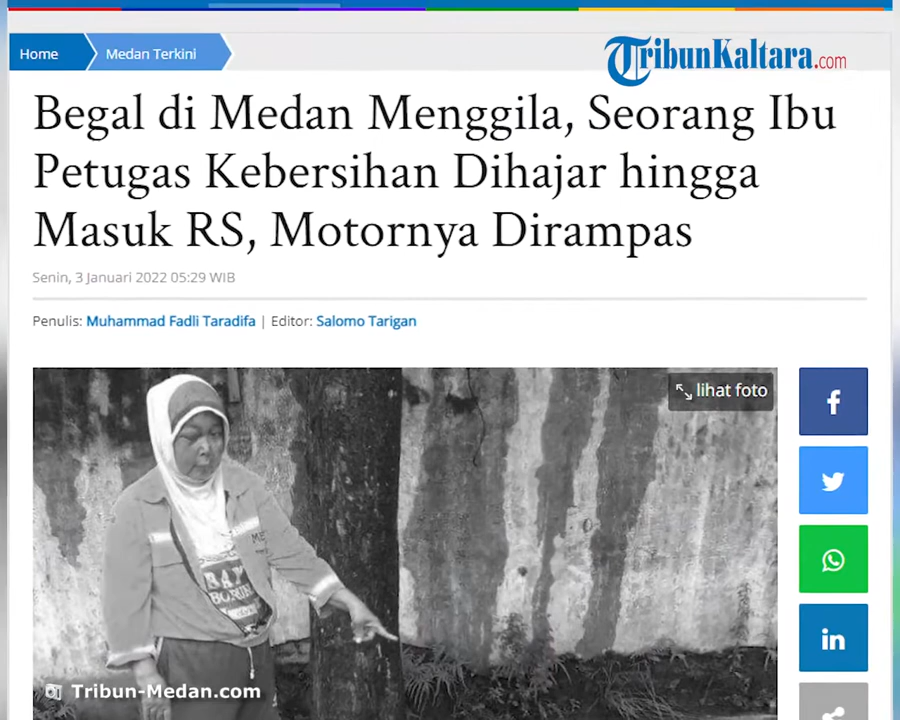 Home
Medan Terkini
TribunKaltara.com
Begal di Medan Menggila, Seorang Ibu
Petugas Kebersihan Dihajar hingga
Masuk RS, Motornya Dirampas
Senin, 3 Januari 2022 05:29 WIB
Penulis: Muhammad Fadli Taradifa | Editor: Salomo Tarigan
lihat foto
Tribun-Medan.com